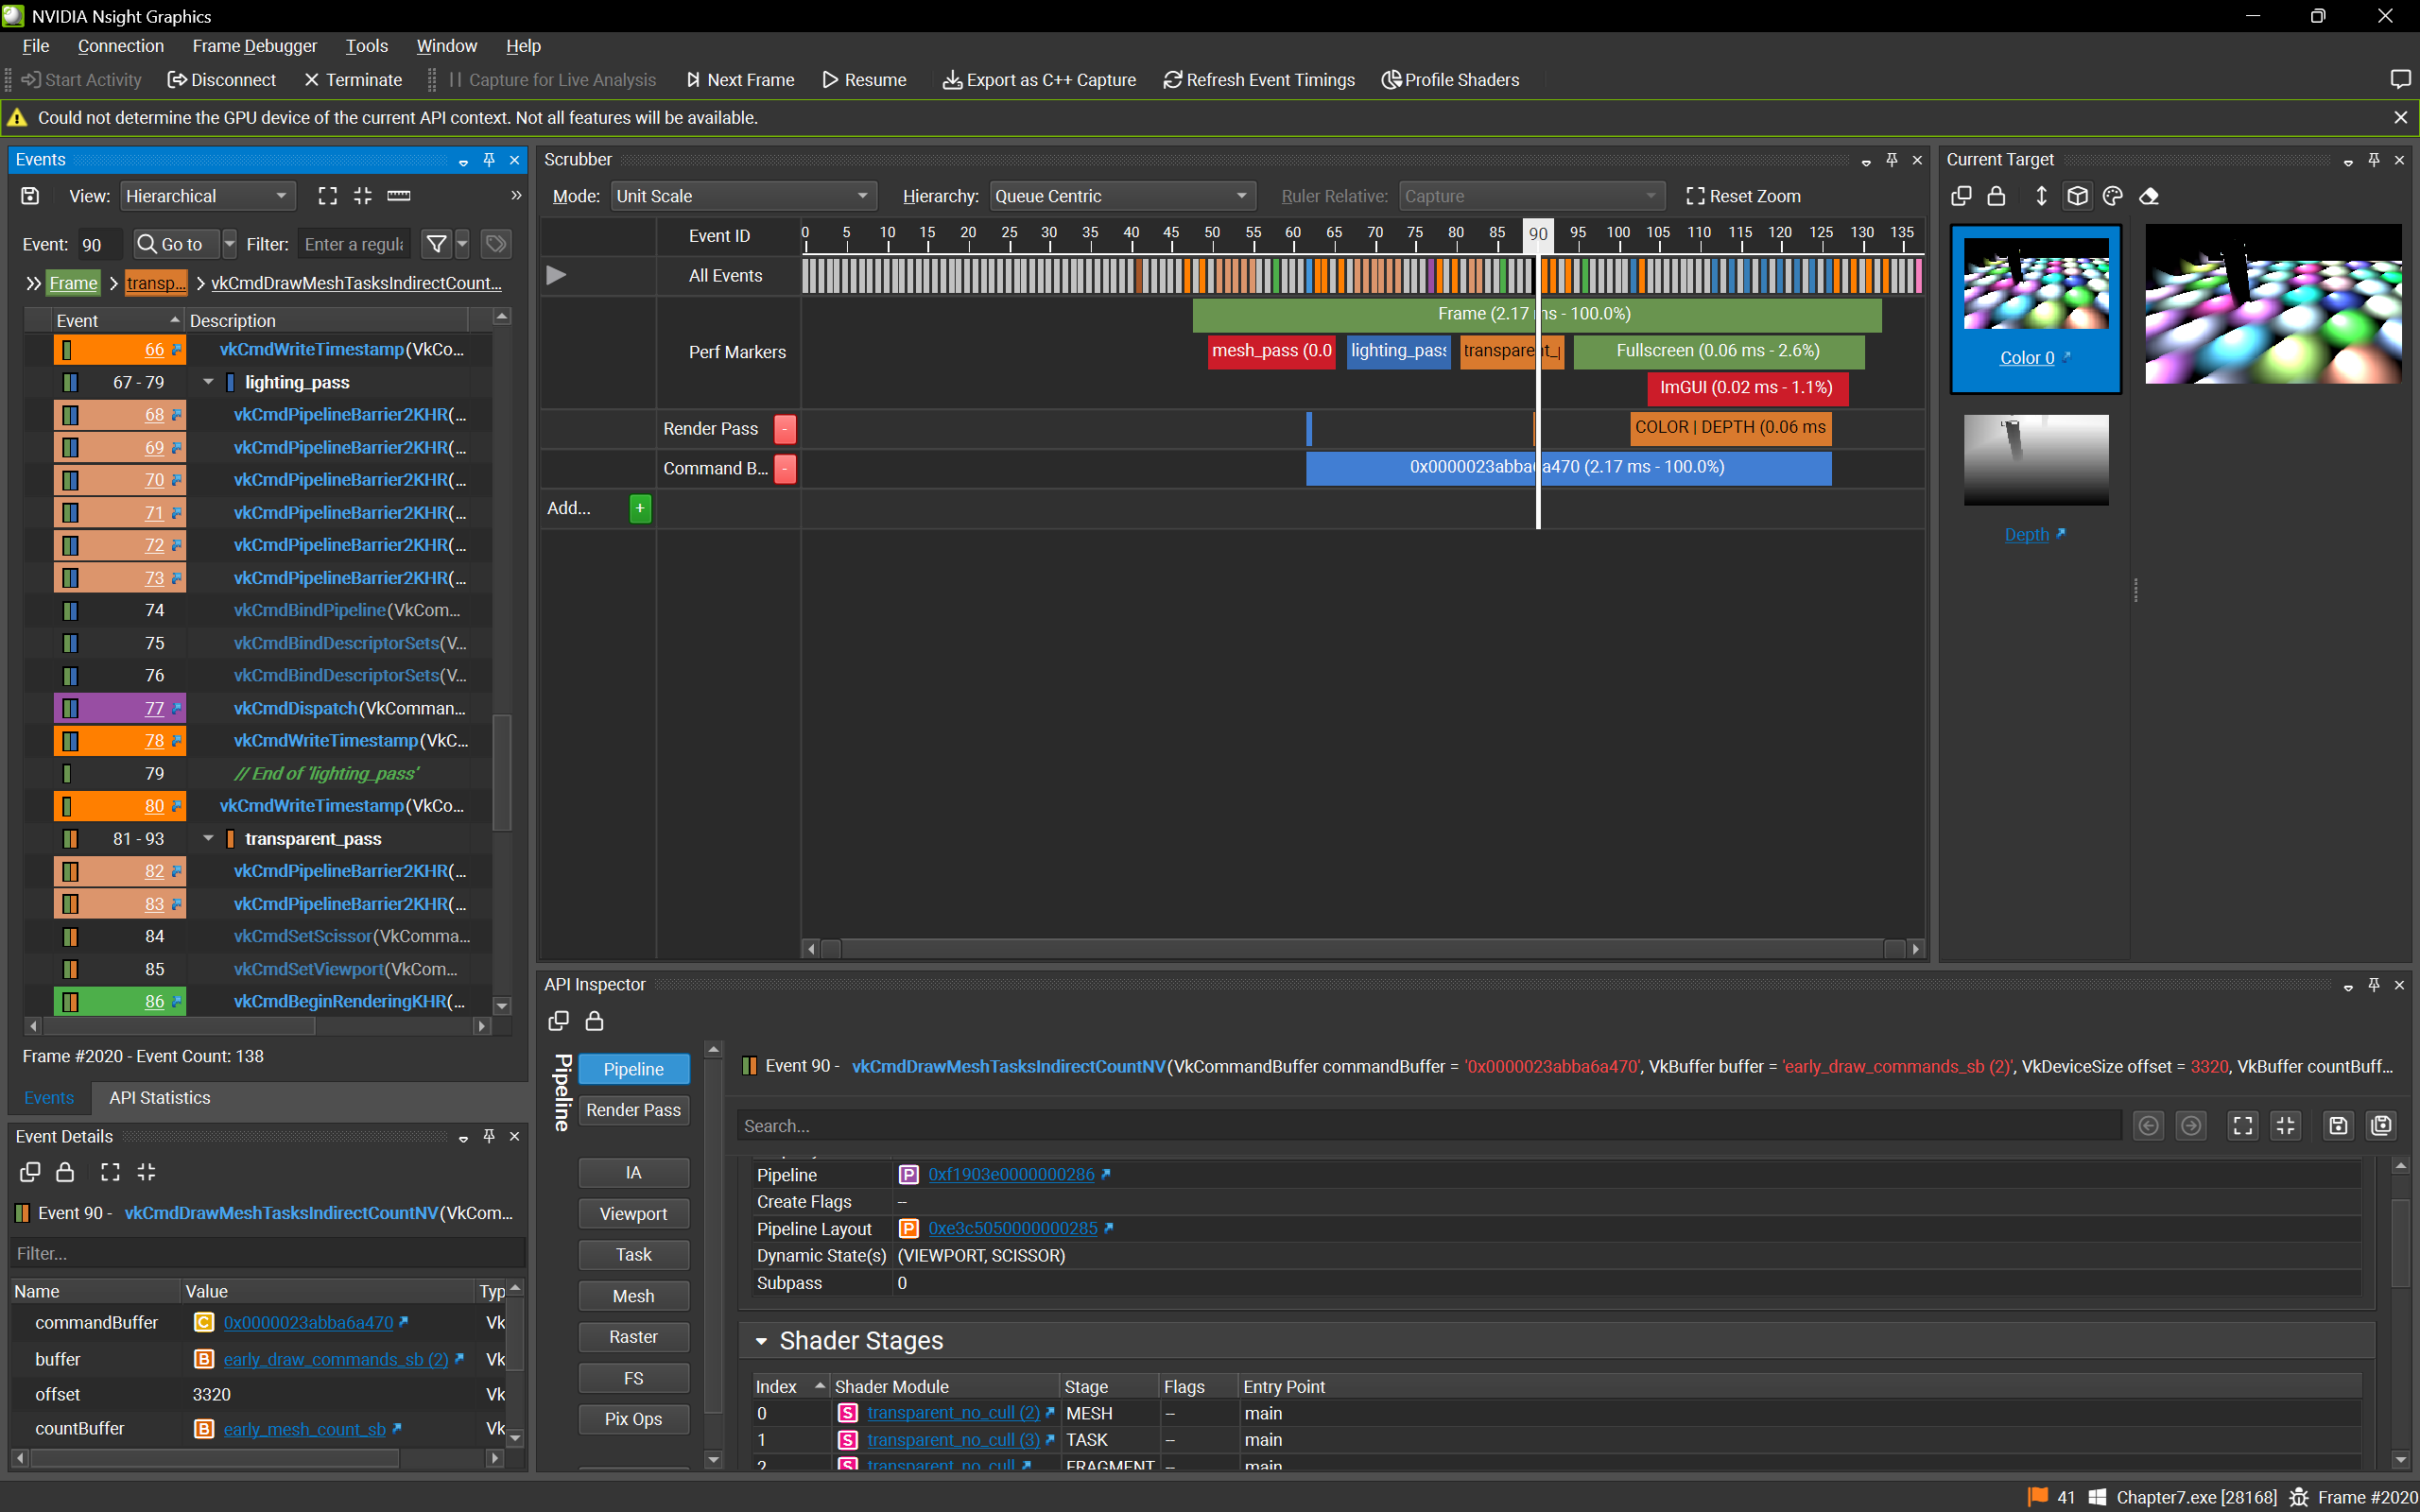 NVIDIA Nsight Graphics
File Connection Frame Debugger Tools Window Help
Start Activity Disconnect Terminate Capture for Live Analysis Next Frame Resume Export as C++ Capture Refresh Event Timings Profile Shaders
Could not determine the GPU device of the current API context. Not all features will be available.
Events
View: Hierarchical »
Event: 90 Go to Filter: Enter a regula
» Frame > transp... > vkCmdDrawMeshTasksIndirectCount...
Event Description
66 vkCmdWriteTimestamp(VkCo...
67 - 79 lighting_pass
68 vkCmdPipelineBarrier2KHR(...
69 vkCmdPipelineBarrier2KHR(...
70 vkCmdPipelineBarrier2KHR(...
71 vkCmdPipelineBarrier2KHR(...
72 vkCmdPipelineBarrier2KHR(...
73 vkCmdPipelineBarrier2KHR(...
74 vkCmdBindPipeline(VkCom...
75 vkCmdBindDescriptorSets(V...
76 vkCmdBindDescriptorSets(V...
77 vkCmdDispatch(VkComman...
78 vkCmdWriteTimestamp(VkC...
79 // End of 'lighting_pass'
80 vkCmdWriteTimestamp(VkCo...
81 - 93 transparent_pass
82 vkCmdPipelineBarrier2KHR(...
83 vkCmdPipelineBarrier2KHR(...
84 vkCmdSetScissor(VkComma...
85 vkCmdSetViewport(VkCom...
86 vkCmdBeginRenderingKHR(...
Frame #2020 - Event Count: 138
Events API Statistics
Event Details
Event 90 - vkCmdDrawMeshTasksIndirectCountNV(VkCom...
Filter...
Name Value Typ
commandBuffer C 0x0000023abba6a470 Vk
buffer B early_draw_commands_sb (2) Vk
offset 3320 Vk
countBuffer B early_mesh_count_sb Vk
Scrubber
Mode: Unit Scale Hierarchy: Queue Centric Ruler Relative: Capture Reset Zoom
Event ID 0 5 10 15 20 25 30 35 40 45 50 55 60 65 70 75 80 85 90 95 100 105 110 115 120 125 130 135
All Events
Perf Markers
Frame (2.17 ms - 100.0%)
mesh_pass (0.0 lighting_pass transparent_p Fullscreen (0.06 ms - 2.6%)
ImGUI (0.02 ms - 1.1%)
Render Pass - COLOR | DEPTH (0.06 ms
Command B... - 0x0000023abba6a470 (2.17 ms - 100.0%)
Add... +
Current Target
Color 0
Depth
API Inspector
Pipeline
Pipeline
Render Pass
IA
Viewport
Task
Mesh
Raster
FS
Pix Ops
Event 90 - vkCmdDrawMeshTasksIndirectCountNV(VkCommandBuffer commandBuffer = '0x0000023abba6a470', VkBuffer buffer = 'early_draw_commands_sb (2)', VkDeviceSize offset = 3320, VkBuffer countBuff...
Search...
Pipeline P 0xf1903e0000000286
Create Flags --
Pipeline Layout P 0xe3c5050000000285
Dynamic State(s) (VIEWPORT, SCISSOR)
Subpass 0
Shader Stages
Index Shader Module Stage Flags Entry Point
0 S transparent_no_cull (2) MESH -- main
1 S transparent_no_cull (3) TASK -- main
2 S transparent_no_cull FRAGMENT -- main
41 Chapter7.exe [28168] Frame #2020